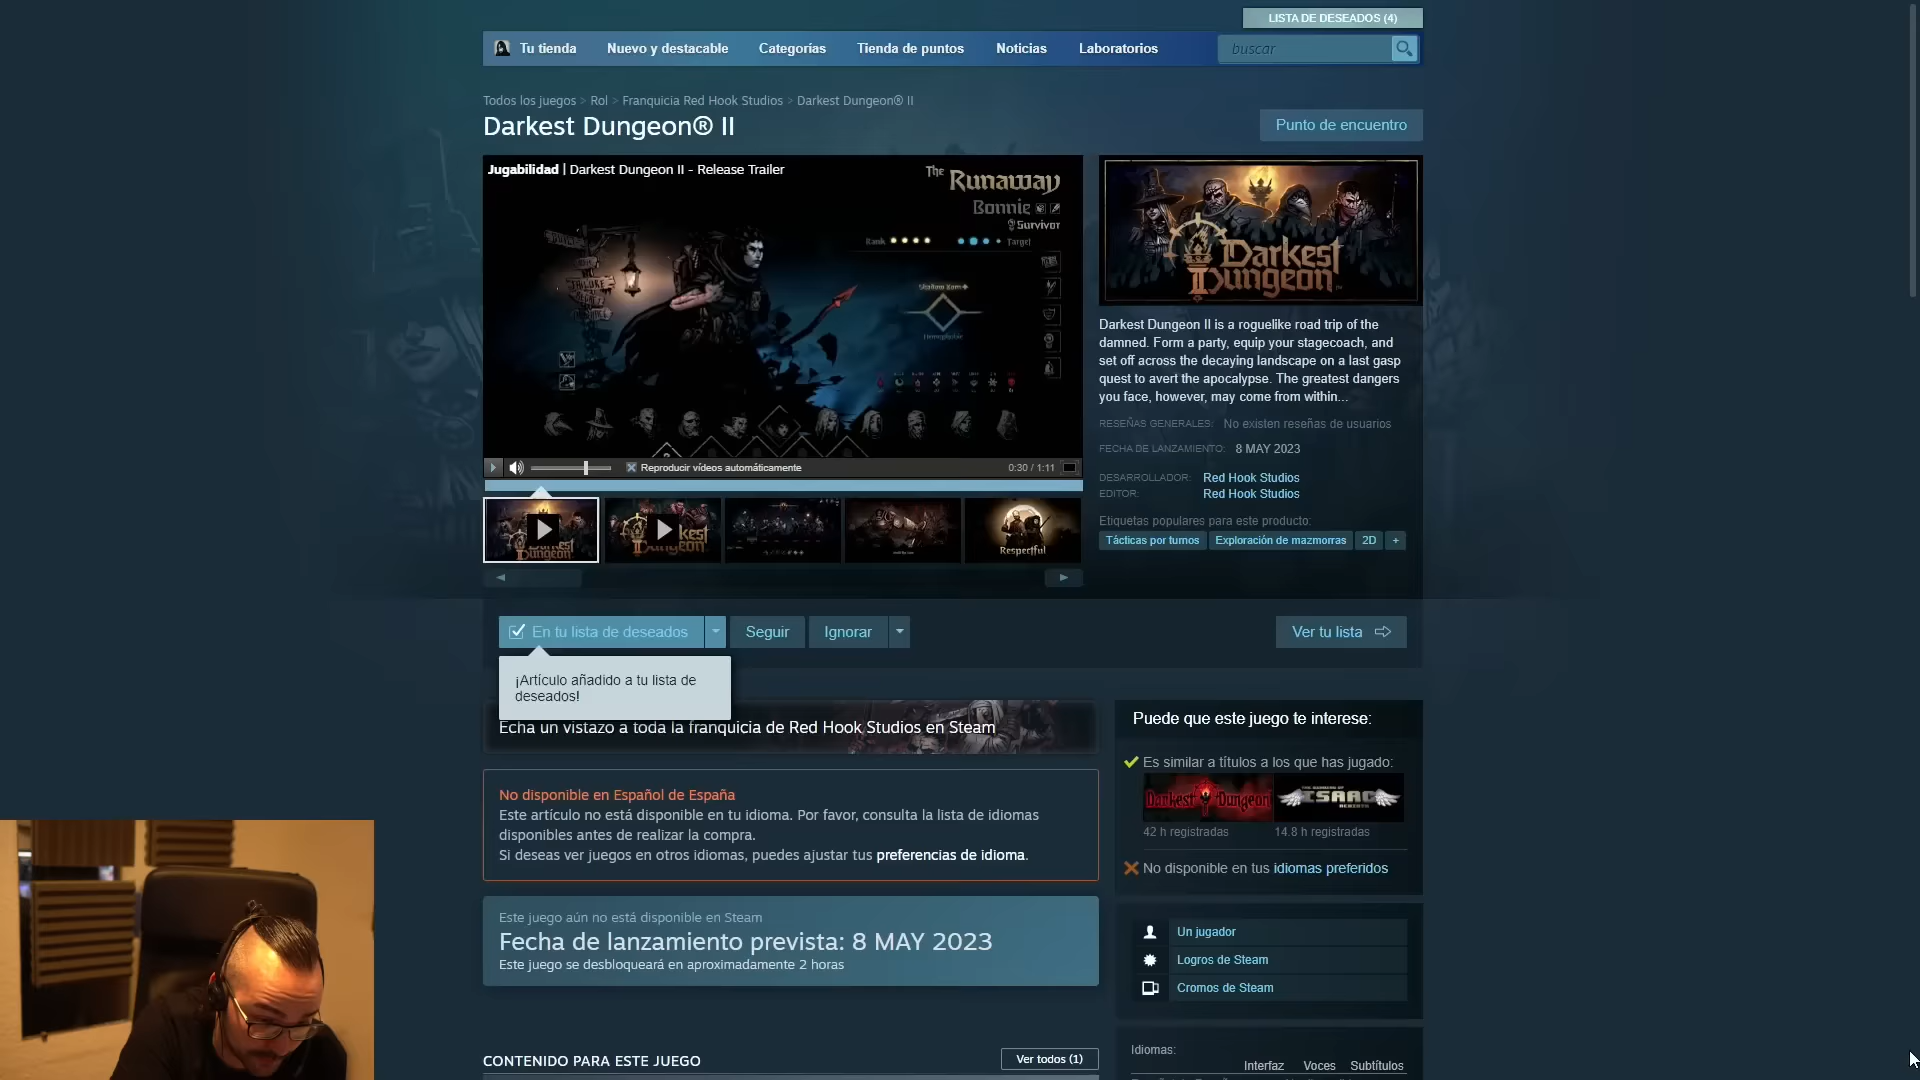 LISTA DE DESEADOS (4)
Tu tienda Nuevo y destacable Categorías Tienda de puntos Noticias Laboratorios buscar
Todos los juegos > Rol > Franquicia Red Hook Studios > Darkest Dungeon® II
Darkest Dungeon® II
Punto de encuentro
Jugabilidad | Darkest Dungeon II - Release Trailer
The Runaway
Bonnie
Survivor
Rank Target
Reproducir vídeos automáticamente 0:30 / 1:11
Respectful
Darkest Dungeon
Darkest Dungeon II is a roguelike road trip of the
damned. Form a party, equip your stagecoach, and
set off across the decaying landscape on a last gasp
quest to avert the apocalypse. The greatest dangers
you face, however, may come from within...
RESEÑAS GENERALES: No existen reseñas de usuarios
FECHA DE LANZAMIENTO: 8 MAY 2023
DESARROLLADOR: Red Hook Studios
EDITOR: Red Hook Studios
Etiquetas populares para este producto:
Tácticas por turnos Exploración de mazmorras 2D +
En tu lista de deseados Seguir Ignorar Ver tu lista
¡Artículo añadido a tu lista de
deseados!
Echa un vistazo a toda la franquicia de Red Hook Studios en Steam
No disponible en Español de España
Este artículo no está disponible en tu idioma. Por favor, consulta la lista de idiomas
disponibles antes de realizar la compra.
Si deseas ver juegos en otros idiomas, puedes ajustar tus preferencias de idioma.
Este juego aún no está disponible en Steam
Fecha de lanzamiento prevista: 8 MAY 2023
Este juego se desbloqueará en aproximadamente 2 horas
CONTENIDO PARA ESTE JUEGO Ver todos (1)
Puede que este juego te interese:
Es similar a títulos a los que has jugado:
Darkest Dungeon ISAAC
42 h registradas 14.8 h registradas
No disponible en tus idiomas preferidos
Un jugador
Logros de Steam
Cromos de Steam
Idiomas:
Interfaz Voces Subtítulos